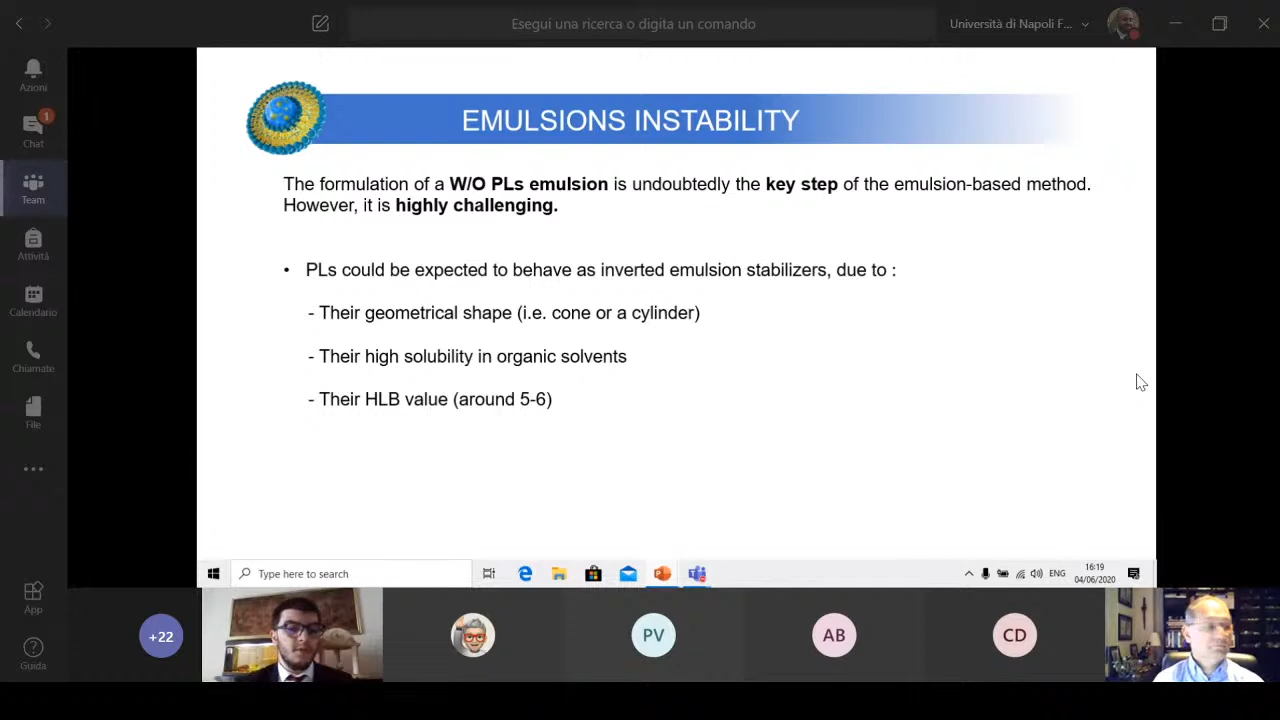 Esegui una ricerca o digita un comando
Università di Napoli F...
Azioni
1
Chat
Team
Attività
Calendario
Chiamate
File
App
Guida
EMULSIONS INSTABILITY
The formulation of a W/O PLs emulsion is undoubtedly the key step of the emulsion-based method.
However, it is highly challenging.
• PLs could be expected to behave as inverted emulsion stabilizers, due to :
- Their geometrical shape (i.e. cone or a cylinder)
- Their high solubility in organic solvents
- Their HLB value (around 5-6)
Type here to search
ENG
16:19
04/06/2020
+22
PV
AB
CD